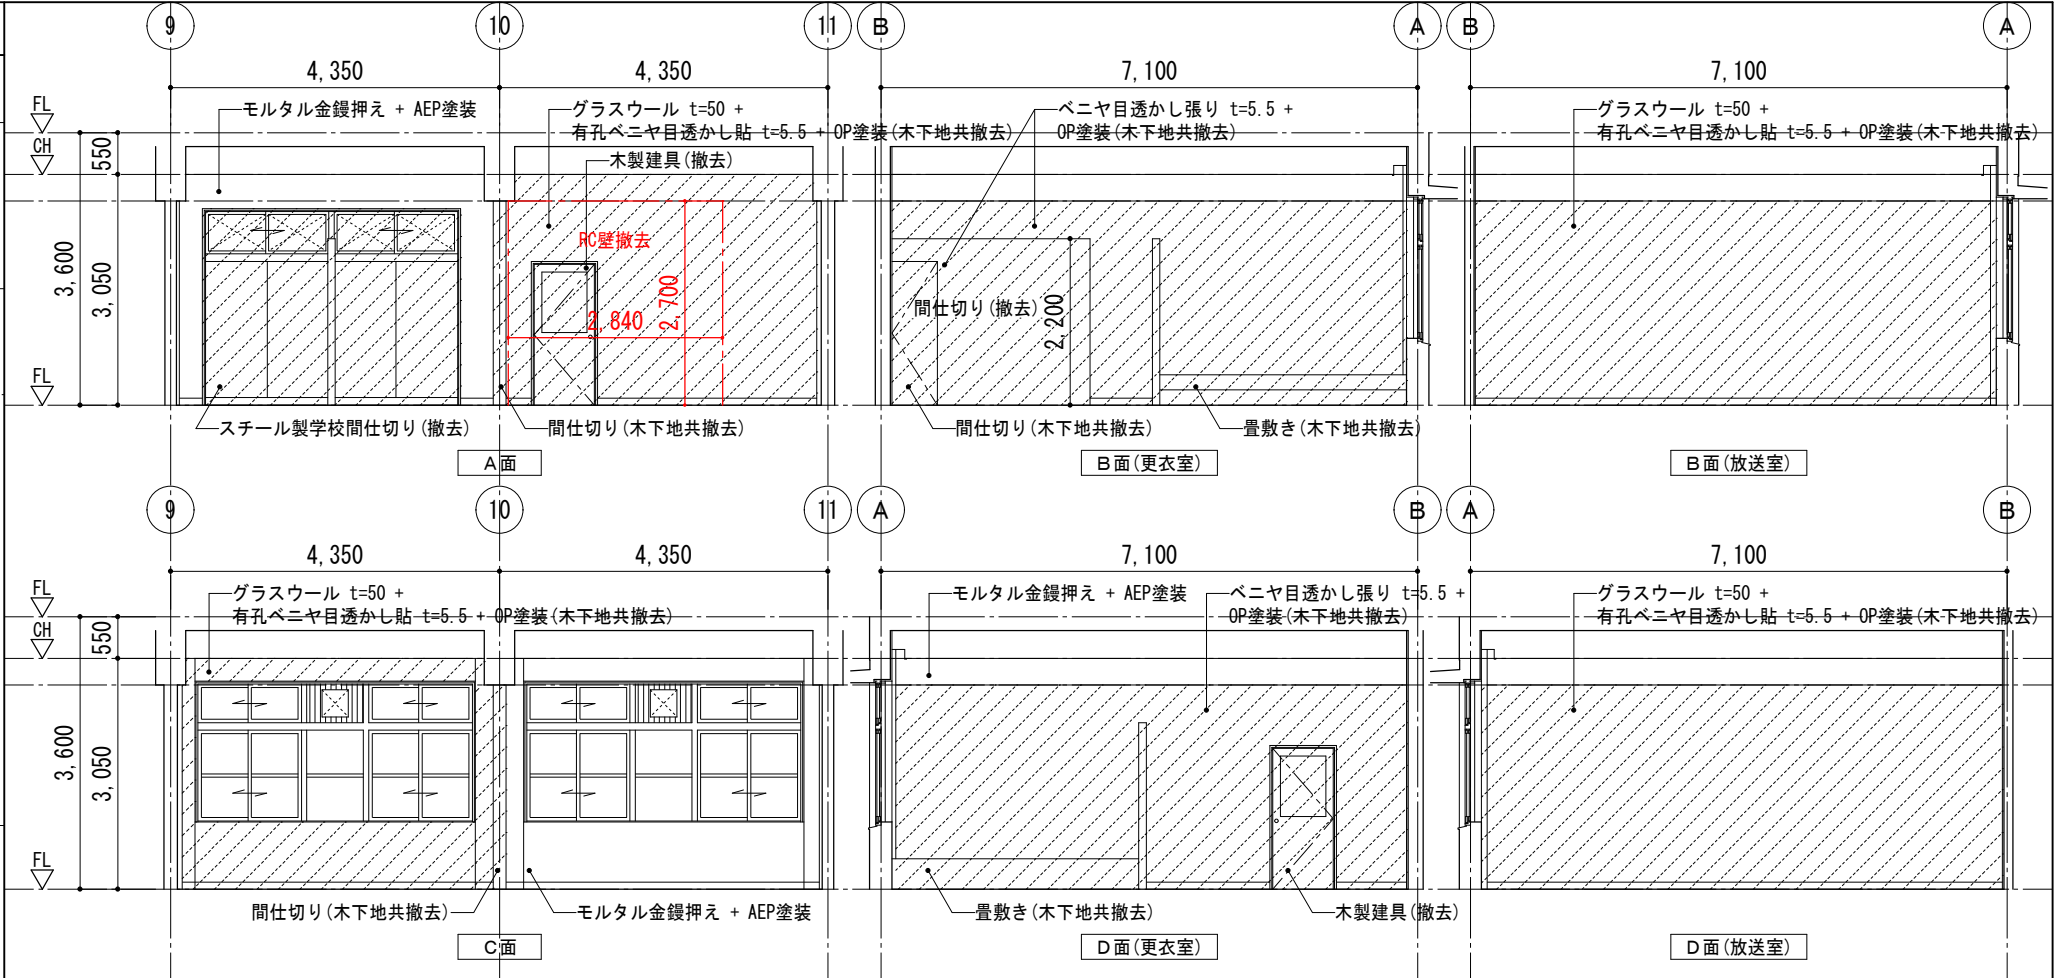 9
10
11
B
A
B
A
4,350
4,350
7,100
7,100
FL
CH
モルタル金鏝押え + AEP塗装
グラスウール t=50 +
有孔ベニヤ目透かし貼 t=5.5 + OP塗装(木下地共撤去)
木製建具(撤去)
ベニヤ目透かし張り t=5.5 +
OP塗装(木下地共撤去)
グラスウール t=50 +
有孔ベニヤ目透かし貼 t=5.5 + OP塗装(木下地共撤去)
550
3,600
3,050
RC壁撤去
2,700
2,840
間仕切り(撤去)
2,200
FL
スチール製学校間仕切り(撤去)
間仕切り(木下地共撤去)
間仕切り(木下地共撤去)
畳敷き(木下地共撤去)
A面
B面(更衣室)
B面(放送室)
9
10
11
A
B
A
B
4,350
4,350
7,100
7,100
FL
CH
グラスウール t=50 +
有孔ベニヤ目透かし貼 t=5.5 + OP塗装(木下地共撤去)
モルタル金鏝押え + AEP塗装
ベニヤ目透かし張り t=5.5 +
OP塗装(木下地共撤去)
グラスウール t=50 +
有孔ベニヤ目透かし貼 t=5.5 + OP塗装(木下地共撤去)
550
3,600
3,050
FL
間仕切り(木下地共撤去)
モルタル金鏝押え + AEP塗装
畳敷き(木下地共撤去)
木製建具(撤去)
C面
D面(更衣室)
D面(放送室)